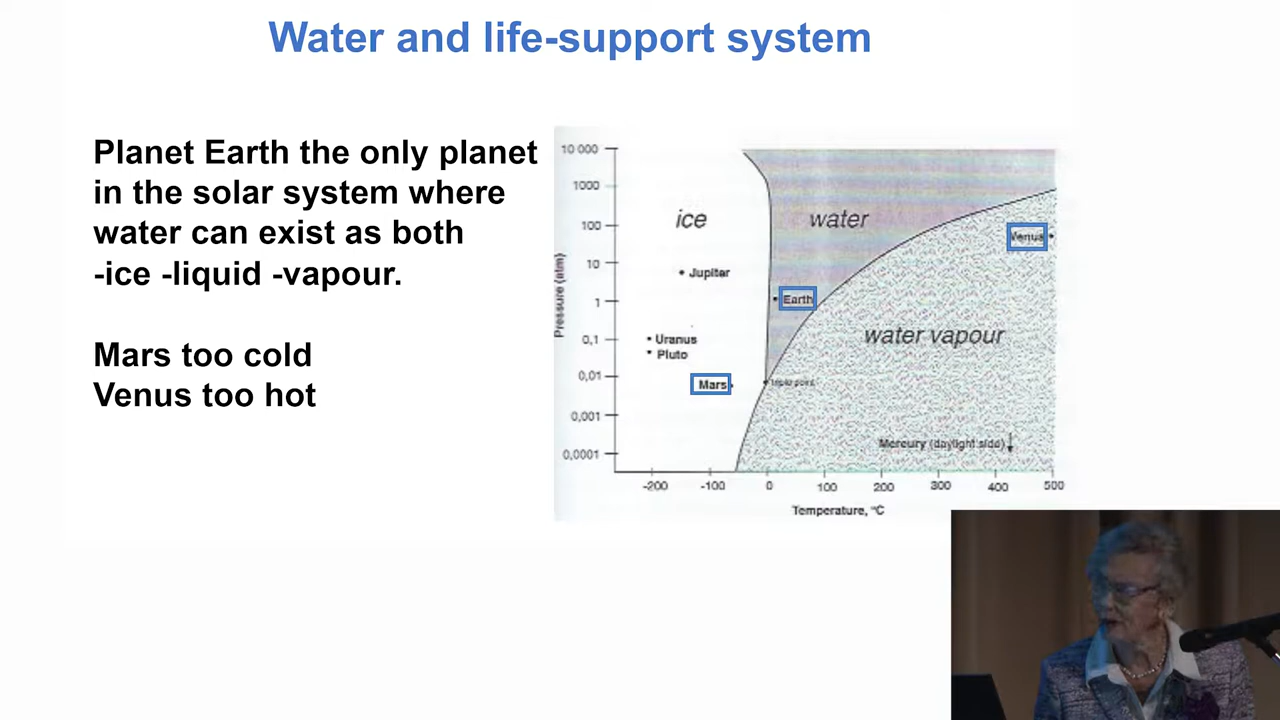 Water and life-support system
Planet Earth the only planet
in the solar system where
water can exist as both
-ice -liquid -vapour.
Mars too cold
Venus too hot
10 000
1000
100
10
1
0,1
0,01
0,001
0,0001
Pressure (atm)
ice
water
Venus
Jupiter
Earth
Uranus
Pluto
water vapour
Mars
triple point
Mercury (daylight side)
-200
-100
0
100
200
300
400
500
Temperature, °C